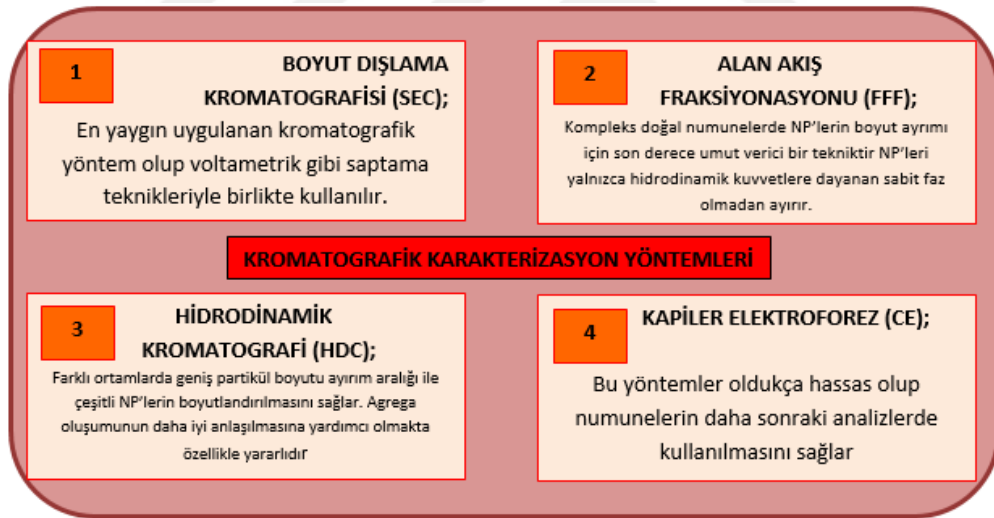 1
BOYUT DIŞLAMA
KROMATOGRAFİSİ (SEC);
En yaygın uygulanan kromatografik
yöntem olup voltametrik gibi saptama
teknikleriyle birlikte kullanılır.
2
ALAN AKIŞ
FRAKSİYONASYONU (FFF);
Kompleks doğal numunelerde NP'lerin boyut ayrımı
için son derece umut verici bir tekniktir NP'leri
yalnızca hidrodinamik kuvvetlere dayanan sabit faz
olmadan ayırır.
KROMATOGRAFİK KARAKTERİZASYON YÖNTEMLERİ
3
HİDRODİNAMİK
KROMATOGRAFİ (HDC);
Farklı ortamlarda geniş partikül boyutu ayırım aralığı ile
çeşitli NP'lerin boyutlandırılmasını sağlar. Agrega
oluşumunun daha iyi anlaşılmasına yardımcı olmakta
özellikle yararlıdır
4
KAPİLER ELEKTROFOREZ (CE);
Bu yöntemler oldukça hassas olup
numunelerin daha sonraki analizlerde
kullanılmasını sağlar